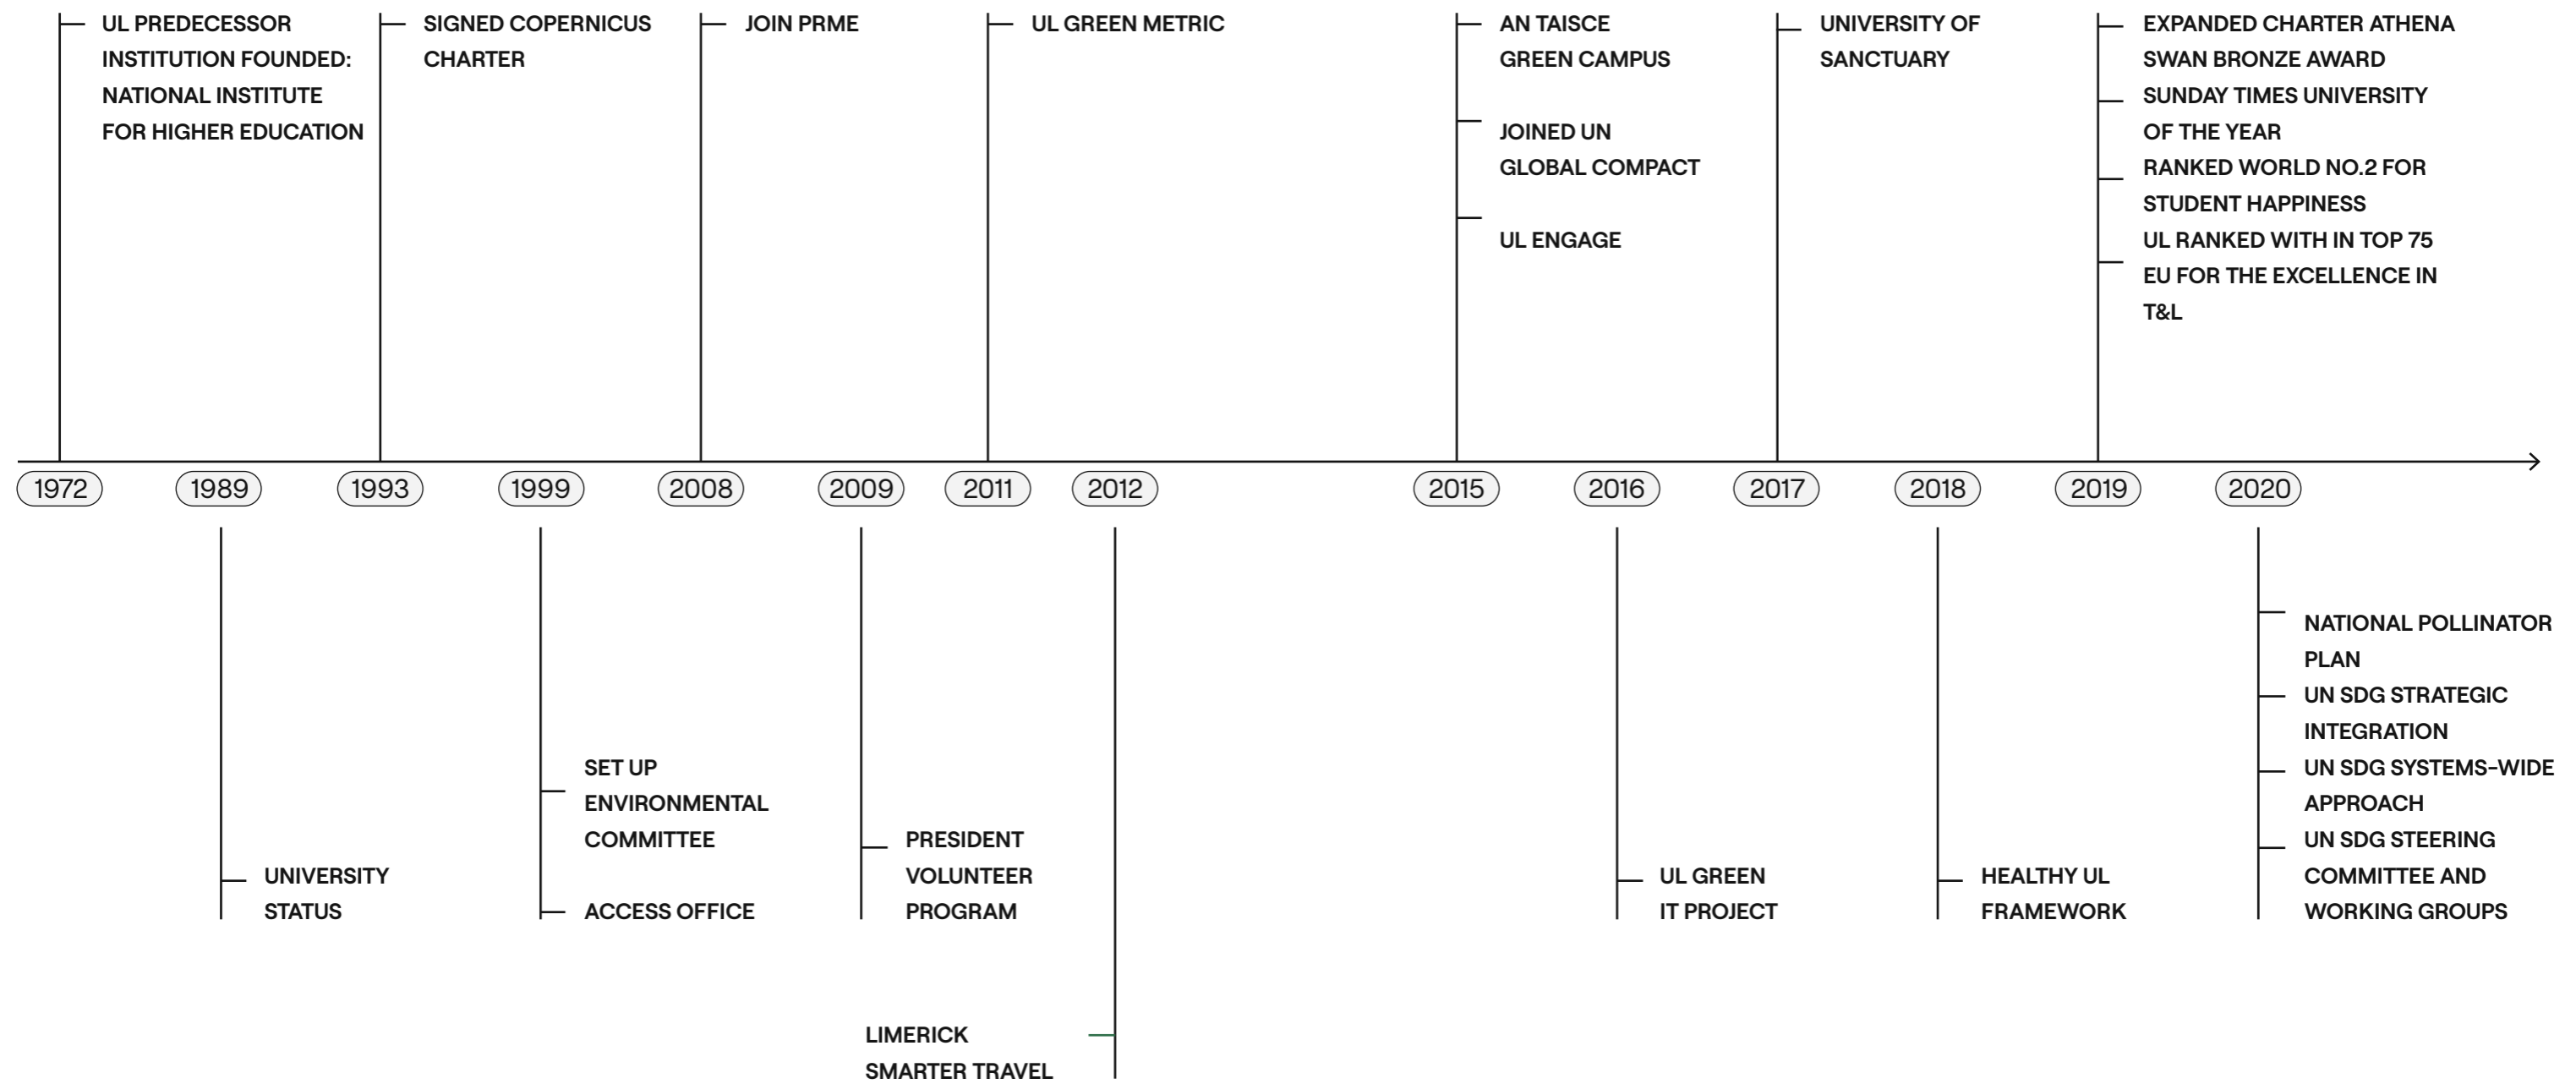 UL PREDECESSOR
INSTITUTION FOUNDED:
NATIONAL INSTITUTE
FOR HIGHER EDUCATION
SIGNED COPERNICUS
CHARTER
JOIN PRME
UL GREEN METRIC
AN TAISCE
GREEN CAMPUS
JOINED UN
GLOBAL COMPACT
UL ENGAGE
UNIVERSITY OF
SANCTUARY
EXPANDED CHARTER ATHENA
SWAN BRONZE AWARD
SUNDAY TIMES UNIVERSITY
OF THE YEAR
RANKED WORLD NO.2 FOR
STUDENT HAPPINESS
UL RANKED WITH IN TOP 75
EU FOR THE EXCELLENCE IN
T&L
1972 1989 1993 1999 2008 2009 2011 2012 2015 2016 2017 2018 2019 2020
UNIVERSITY
STATUS
SET UP
ENVIRONMENTAL
COMMITTEE
ACCESS OFFICE
PRESIDENT
VOLUNTEER
PROGRAM
LIMERICK
SMARTER TRAVEL
UL GREEN
IT PROJECT
HEALTHY UL
FRAMEWORK
NATIONAL POLLINATOR
PLAN
UN SDG STRATEGIC
INTEGRATION
UN SDG SYSTEMS-WIDE
APPROACH
UN SDG STEERING
COMMITTEE AND
WORKING GROUPS